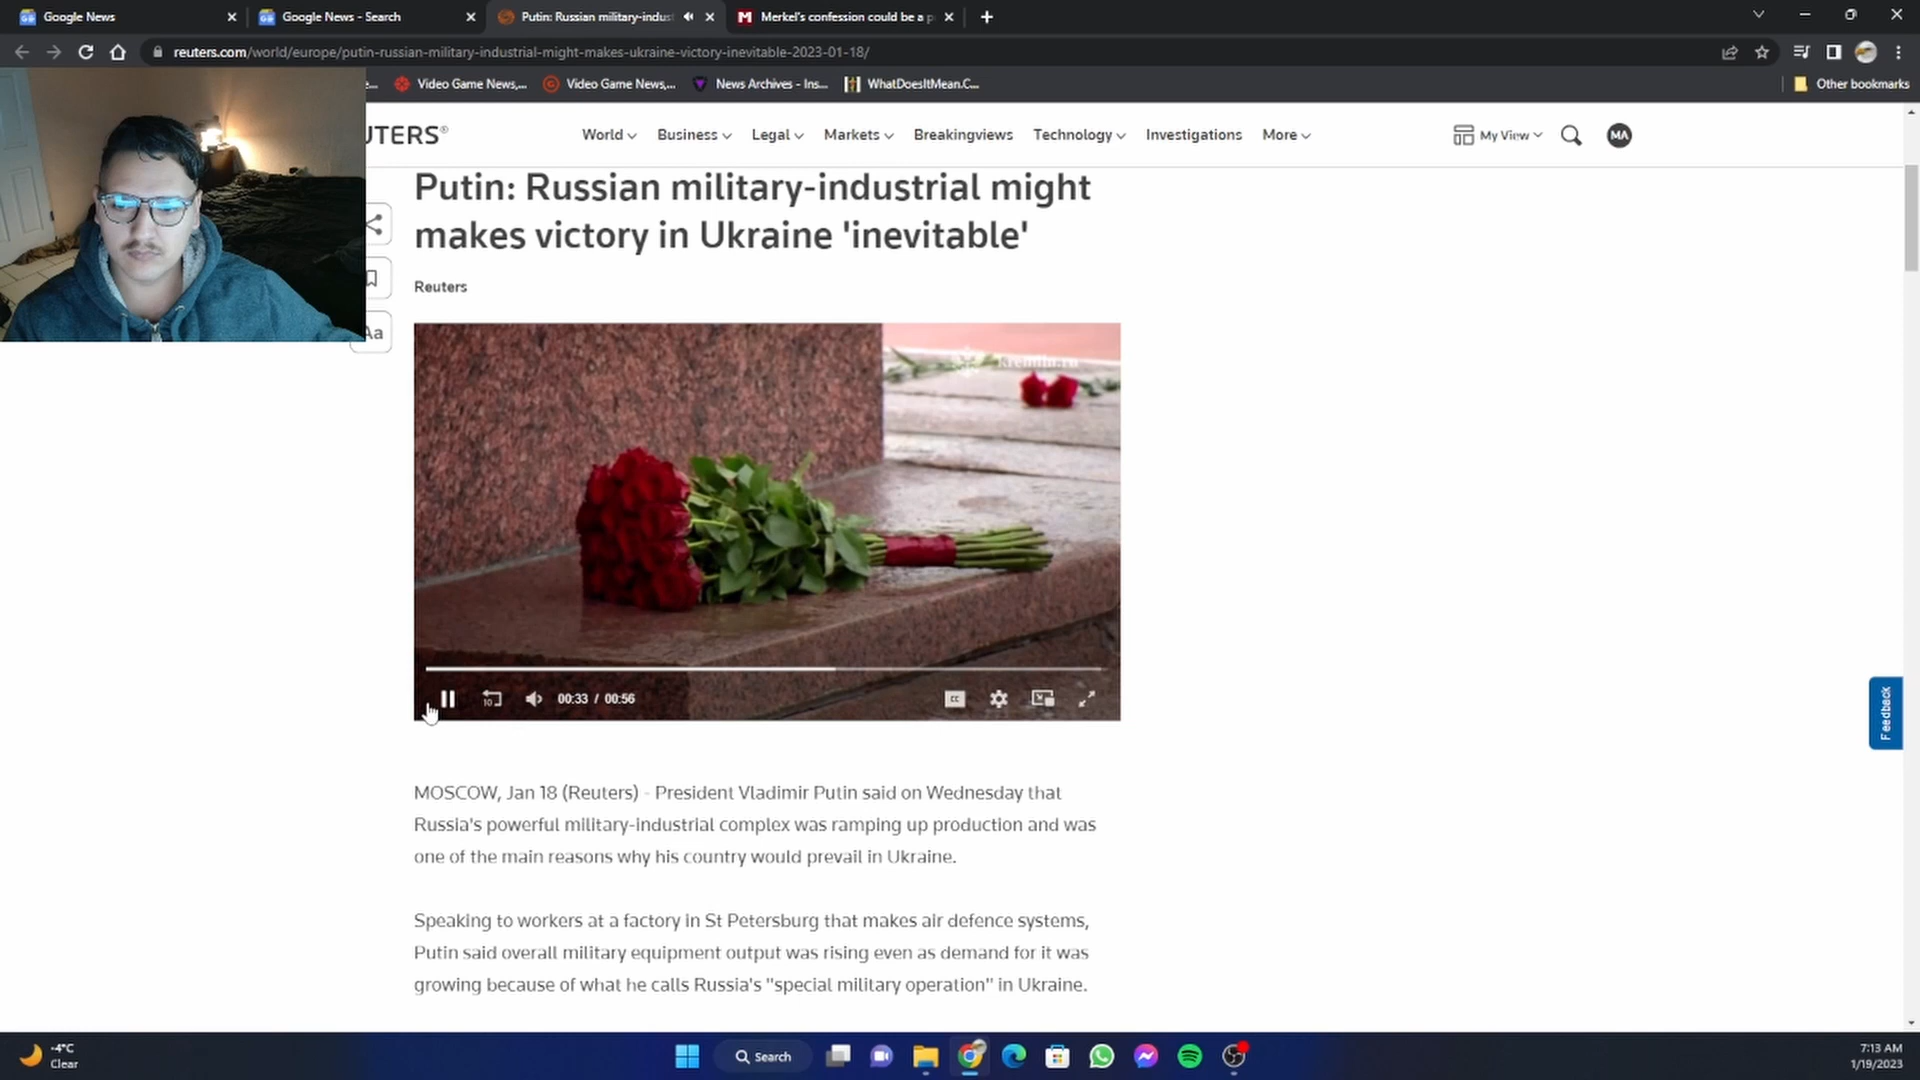 Google News
Google News - Search
Putin: Russian military-indust
Merkel's confession could be a p
reuters.com/world/europe/putin-russian-military-industrial-might-makes-ukraine-victory-inevitable-2023-01-18/
e...
Video Game News,...
Video Game News,...
News Archives - Ins...
WhatDoesItMean.C...
Other bookmarks
UTERS®
World
Business
Legal
Markets
Breakingviews
Technology
Investigations
More
My View
MA
Putin: Russian military-industrial might
makes victory in Ukraine 'inevitable'
Reuters
Aa
kremlin.ru
10
00:33 / 00:56
CC
Feedback
MOSCOW, Jan 18 (Reuters) - President Vladimir Putin said on Wednesday that
Russia's powerful military-industrial complex was ramping up production and was
one of the main reasons why his country would prevail in Ukraine.
Speaking to workers at a factory in St Petersburg that makes air defence systems,
Putin said overall military equipment output was rising even as demand for it was
growing because of what he calls Russia's "special military operation" in Ukraine.
-4°C
Clear
Search
7:13 AM
1/19/2023